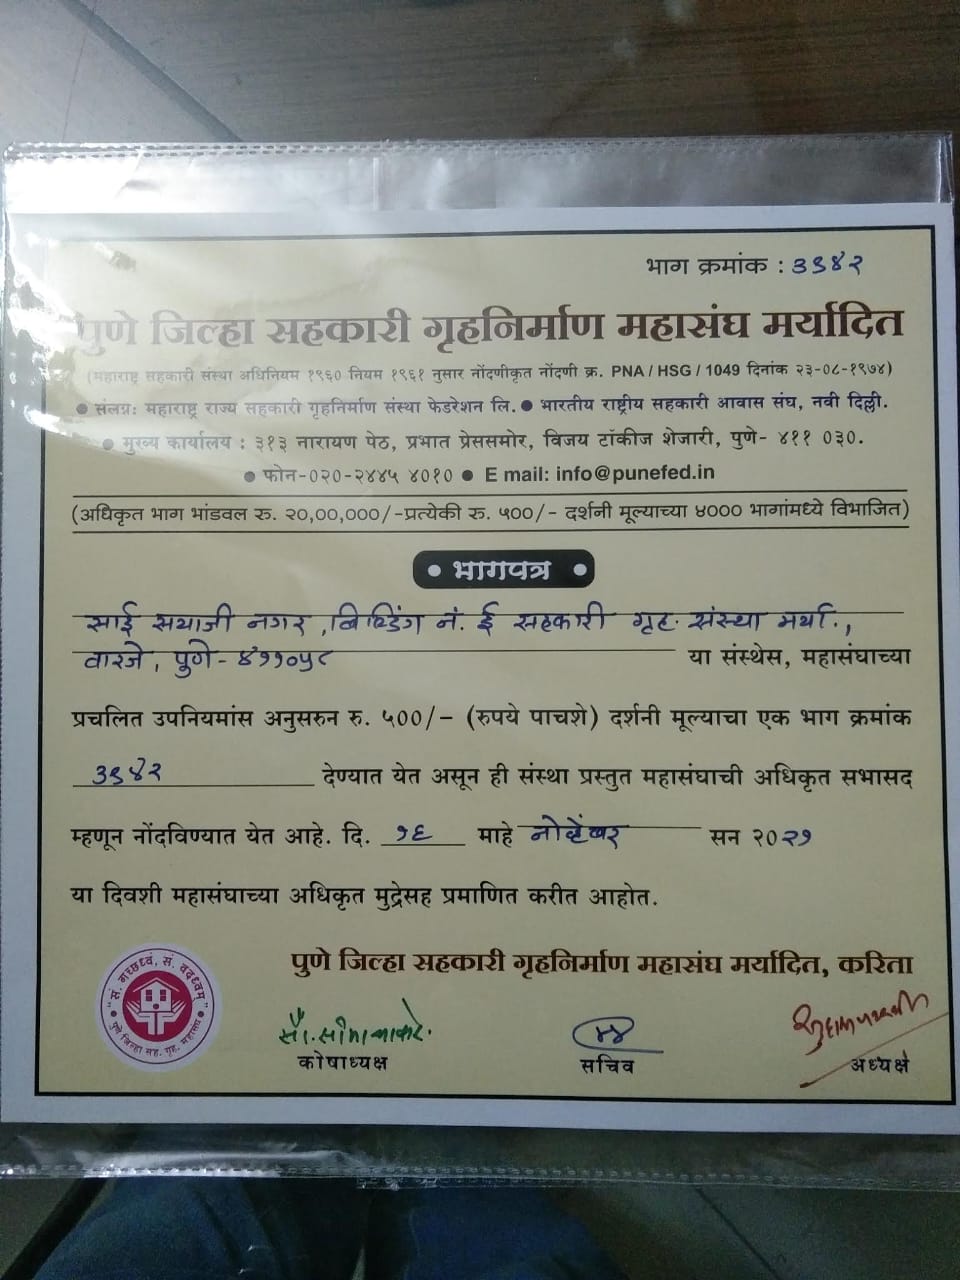 भाग क्रमांक : ३९४२
पुणे जिल्हा सहकारी गृहनिर्माण महासंघ मर्यादित
(महाराष्ट्र सहकारी संस्था अधिनियम १९६० नियम १९६१ नुसार नोंदणीकृत नोंदणी क्र. PNA / HSG / 1049 दिनांक २३-०८-१९७४)
● संलग्न: महाराष्ट्र राज्य सहकारी गृहनिर्माण संस्था फेडरेशन लि. ● भारतीय राष्ट्रीय सहकारी आवास संघ, नवी दिल्ली.
● मुख्य कार्यालय : ३१३ नारायण पेठ, प्रभात प्रेससमोर, विजय टॉकीज शेजारी, पुणे- ४११ ०३०.
● फोन-०२०-२४४५ ४०१० ● E mail: info@punefed.in
(अधिकृत भाग भांडवल रु. २०,००,०००/-प्रत्येकी रु. ५००/- दर्शनी मूल्याच्या ४००० भागांमध्ये विभाजित)
● भागपत्र ●
साई सयाजी नगर, बिल्डिंग नं. ई सहकारी गृह. संस्था मर्या.,
वारजे, पुणे - ४११०५८ या संस्थेस, महासंघाच्या
प्रचलित उपनियमांस अनुसरुन रु. ५००/- (रुपये पाचशे) दर्शनी मूल्याचा एक भाग क्रमांक
३९४२ देण्यात येत असून ही संस्था प्रस्तुत महासंघाची अधिकृत सभासद
म्हणून नोंदविण्यात येत आहे. दि. १६ माहे नोव्हेंबर सन २०२१
या दिवशी महासंघाच्या अधिकृत मुद्रेसह प्रमाणित करीत आहोत.
पुणे जिल्हा सहकारी गृहनिर्माण महासंघ मर्यादित, करिता
सं. गच्छध्वं, सं. वदध्वम्
पुणे जिल्हा सह. गृह. महासंघ
कोषाध्यक्ष सचिव अध्यक्ष